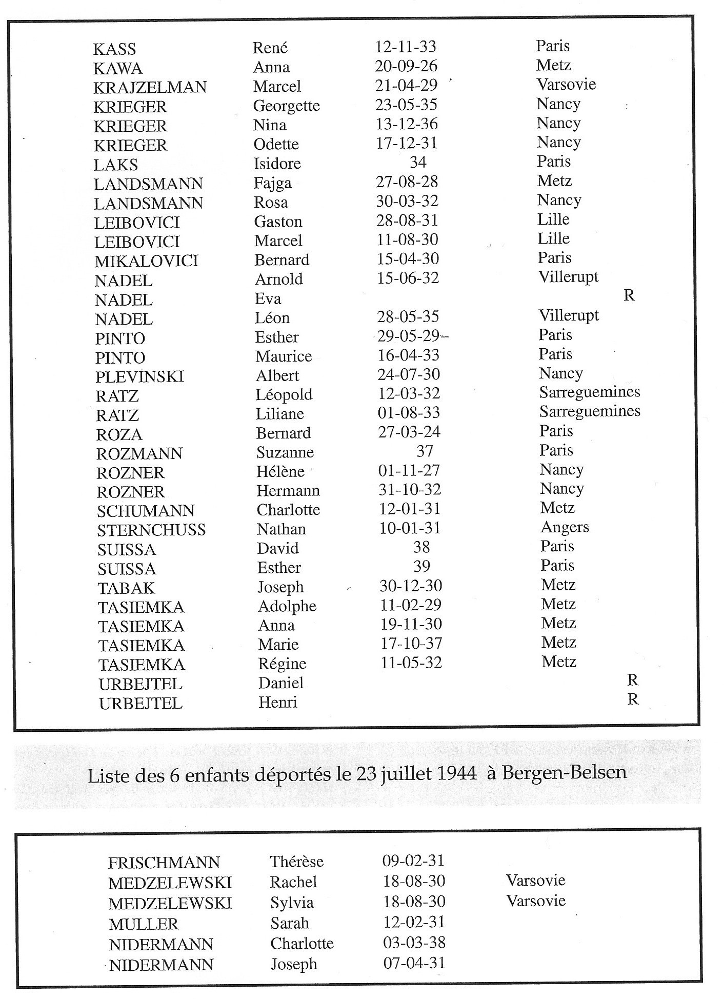 KASS René 12-11-33 Paris
KAWA Anna 20-09-26 Metz
KRAJZELMAN Marcel 21-04-29 Varsovie
KRIEGER Georgette 23-05-35 Nancy
KRIEGER Nina 13-12-36 Nancy
KRIEGER Odette 17-12-31 Nancy
LAKS Isidore 34 Paris
LANDSMANN Fajga 27-08-28 Metz
LANDSMANN Rosa 30-03-32 Nancy
LEIBOVICI Gaston 28-08-31 Lille
LEIBOVICI Marcel 11-08-30 Lille
MIKALOVICI Bernard 15-04-30 Paris
NADEL Arnold 15-06-32 Villerupt
NADEL Eva R
NADEL Léon 28-05-35 Villerupt
PINTO Esther 29-05-29 Paris
PINTO Maurice 16-04-33 Paris
PLEVINSKI Albert 24-07-30 Nancy
RATZ Léopold 12-03-32 Sarreguemines
RATZ Liliane 01-08-33 Sarreguemines
ROZA Bernard 27-03-24 Paris
ROZMANN Suzanne 37 Paris
ROZNER Hélène 01-11-27 Nancy
ROZNER Hermann 31-10-32 Nancy
SCHUMANN Charlotte 12-01-31 Metz
STERNCHUSS Nathan 10-01-31 Angers
SUISSA David 38 Paris
SUISSA Esther 39 Paris
TABAK Joseph 30-12-30 Metz
TASIEMKA Adolphe 11-02-29 Metz
TASIEMKA Anna 19-11-30 Metz
TASIEMKA Marie 17-10-37 Metz
TASIEMKA Régine 11-05-32 Metz
URBEJTEL Daniel R
URBEJTEL Henri R
Liste des 6 enfants déportés le 23 juillet 1944 à Bergen-Belsen
FRISCHMANN Thérèse 09-02-31
MEDZELEWSKI Rachel 18-08-30 Varsovie
MEDZELEWSKI Sylvia 18-08-30 Varsovie
MULLER Sarah 12-02-31
NIDERMANN Charlotte 03-03-38
NIDERMANN Joseph 07-04-31